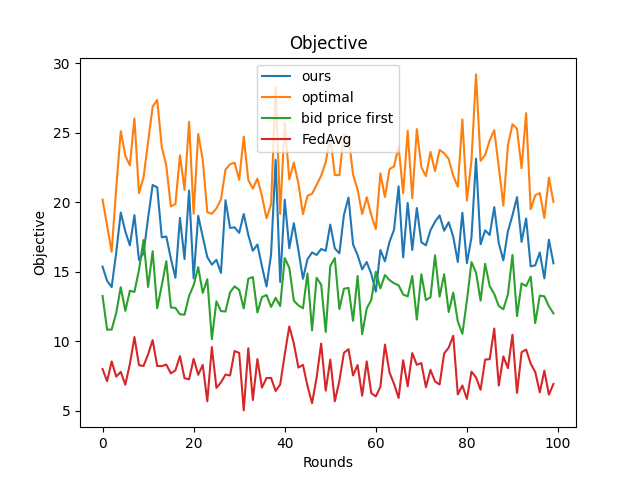 Objective
ours
optimal
bid price first
FedAvg
Objective
30
25
20
15
10
5
0 20 40 60 80 100
Rounds